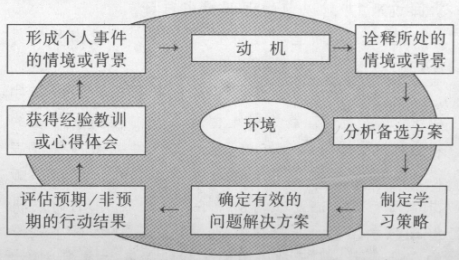 形成个人事件
的情境或背景
动 机
诠释所处的
情境或背景
获得经验教训
或心得体会
环境
分析备选方案
评估预期/非预
期的行动结果
确定有效的
问题解决方案
制定学
习策略